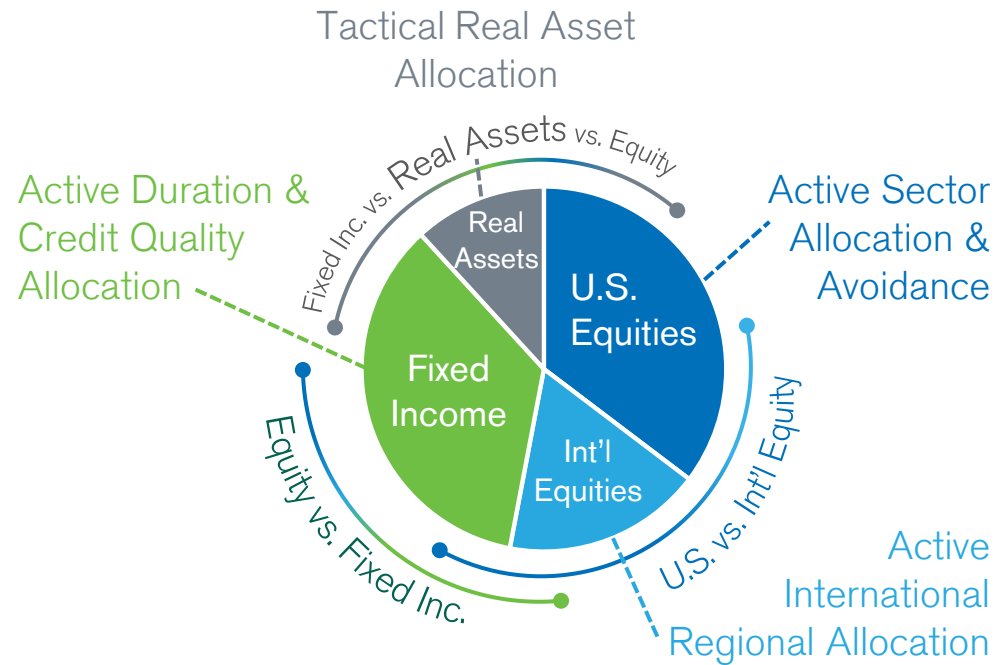 Tactical Real Asset
Allocation
Fixed Inc. vs. Real Assets vs. Equity
Active Duration &
Credit Quality
Allocation
Active Sector
Allocation &
Avoidance
Real
Assets
U.S.
Equities
Fixed
Income
Int'l
Equities
Equity vs. Fixed Inc.
U.S. vs. Int'l Equity
Active
International
Regional Allocation